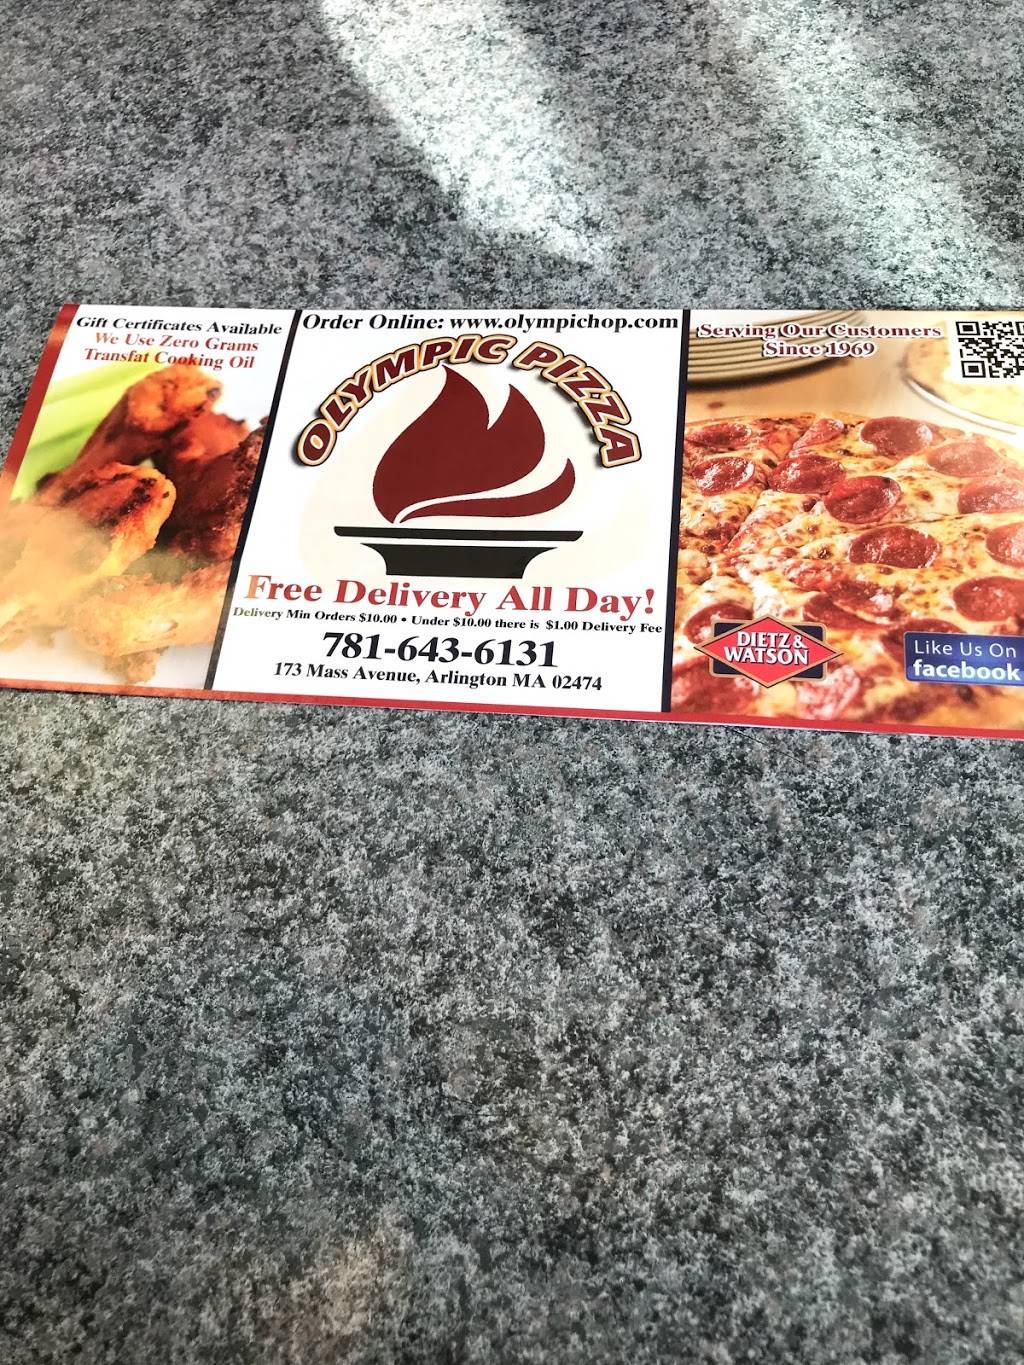 Gift Certificates Available
We Use Zero Grams
Transfat Cooking Oil
Order Online: www.olympichop.com
OLYMPIC PIZZA
Free Delivery All Day!
Delivery Min Orders $10.00 • Under $10.00 there is $1.00 Delivery Fee
781-643-6131
173 Mass Avenue, Arlington MA 02474
Serving Our Customers
Since 1969
DIETZ &
WATSON
Like Us On
facebook